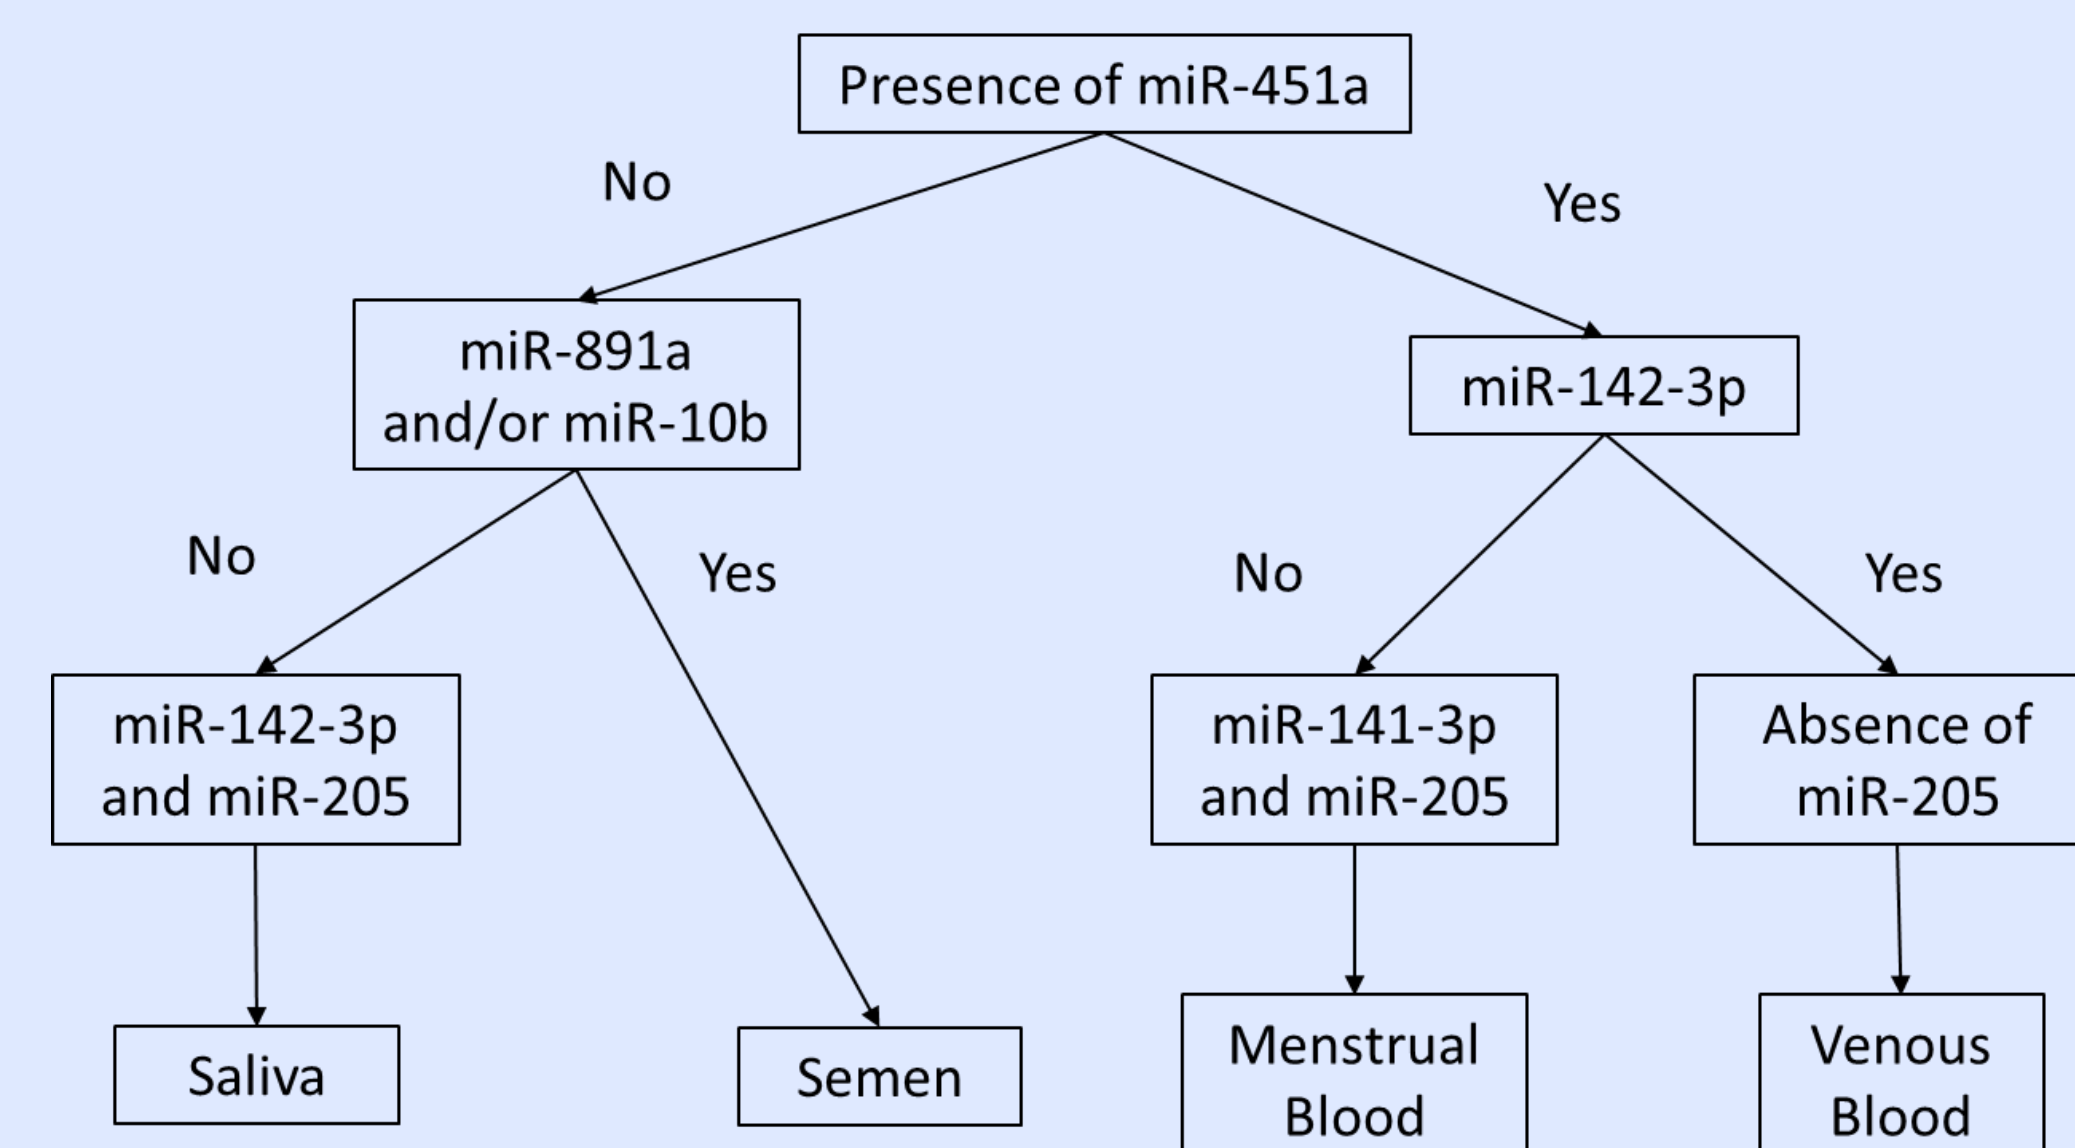 Presence of miR-451a
No
Yes
miR-891a
and/or miR-10b
miR-142-3p
No
Yes
No
Yes
miR-142-3p
and miR-205
miR-141-3p
and miR-205
Absence of
miR-205
Saliva
Semen
Menstrual
Blood
Venous
Blood